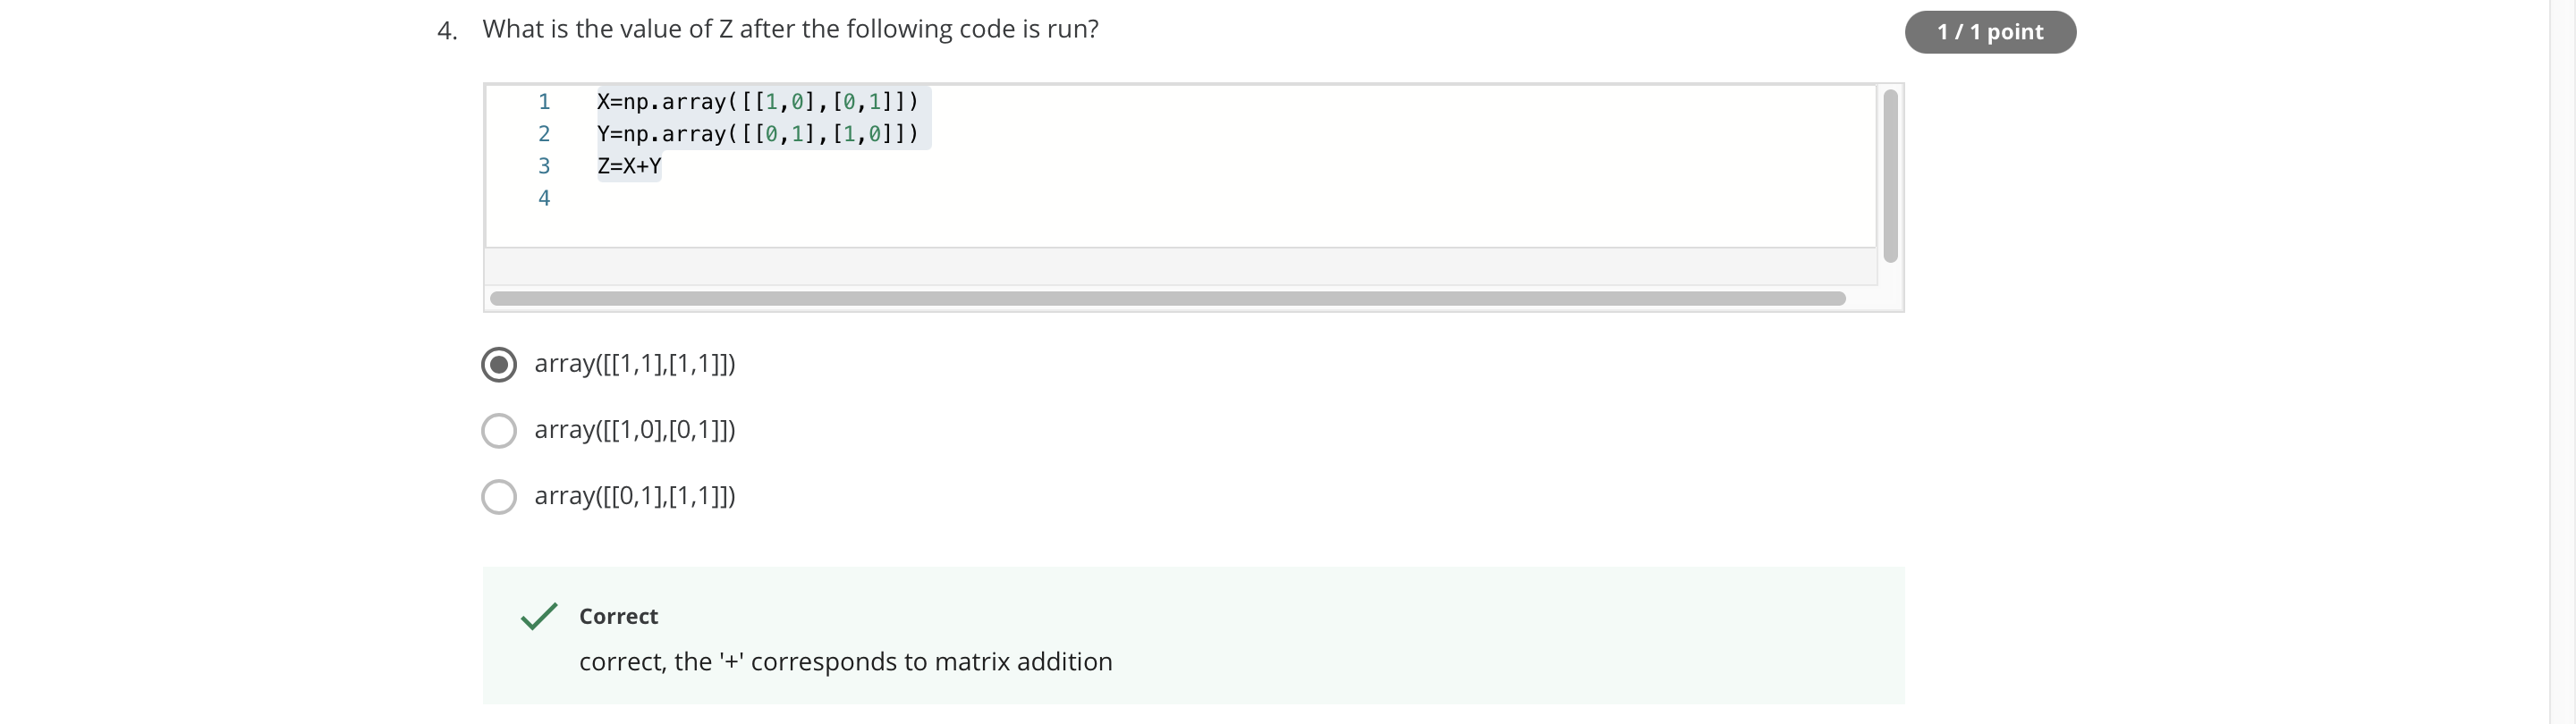 4. What is the value of Z after the following code is run?
1 / 1 point
1 X=np.array([[1,0],[0,1]])
2 Y=np.array([[0,1],[1,0]])
3 Z=X+Y
4
array([[1,1],[1,1]])
array([[1,0],[0,1]])
array([[0,1],[1,1]])
Correct
correct, the '+' corresponds to matrix addition